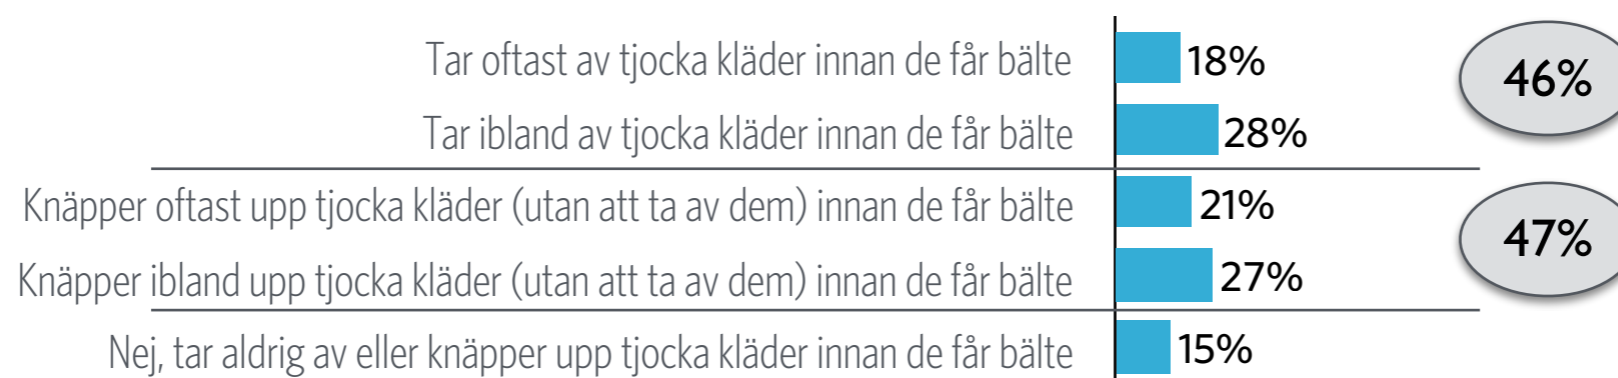 Tar oftast av tjocka kläder innan de får bälte 18%
46%
Tar ibland av tjocka kläder innan de får bälte 28%
Knäpper oftast upp tjocka kläder (utan att ta av dem) innan de får bälte 21%
47%
Knäpper ibland upp tjocka kläder (utan att ta av dem) innan de får bälte 27%
Nej, tar aldrig av eller knäpper upp tjocka kläder innan de får bälte 15%